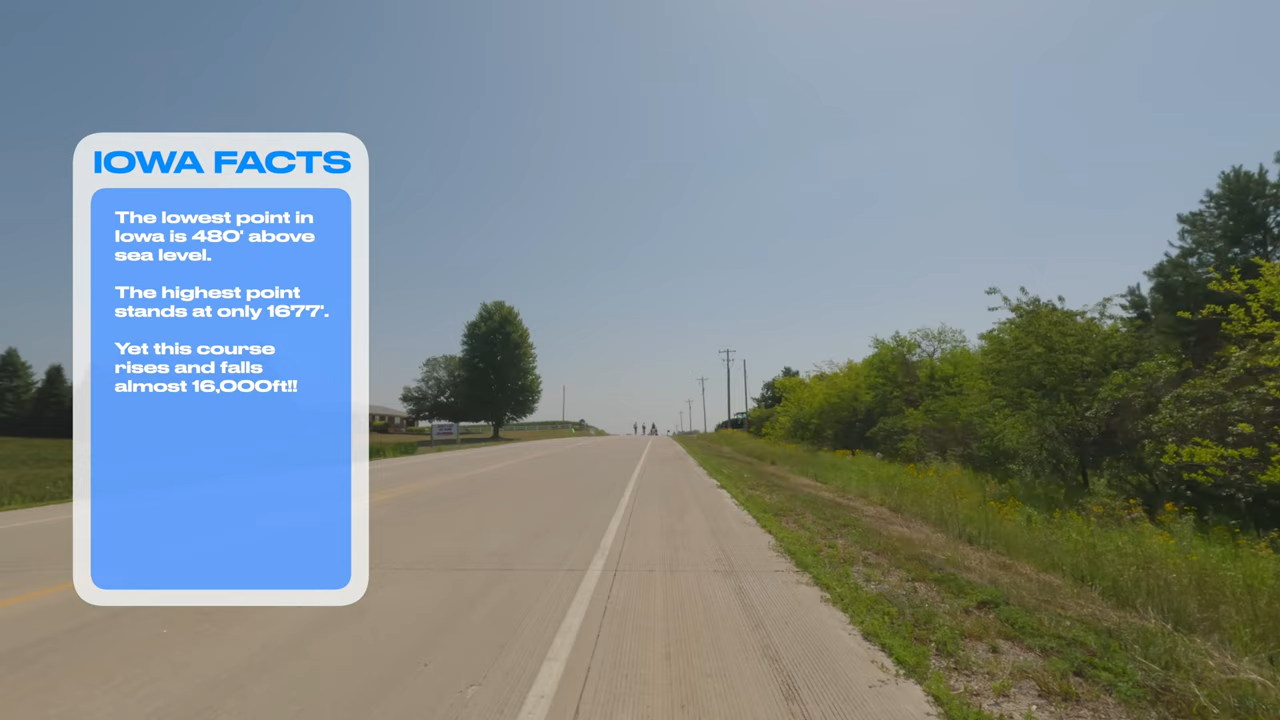 IOWA FACTS
The lowest point in
Iowa is 480' above
sea level.
The highest point
stands at only 1677'.
Yet this course
rises and falls
almost 16,000ft!!